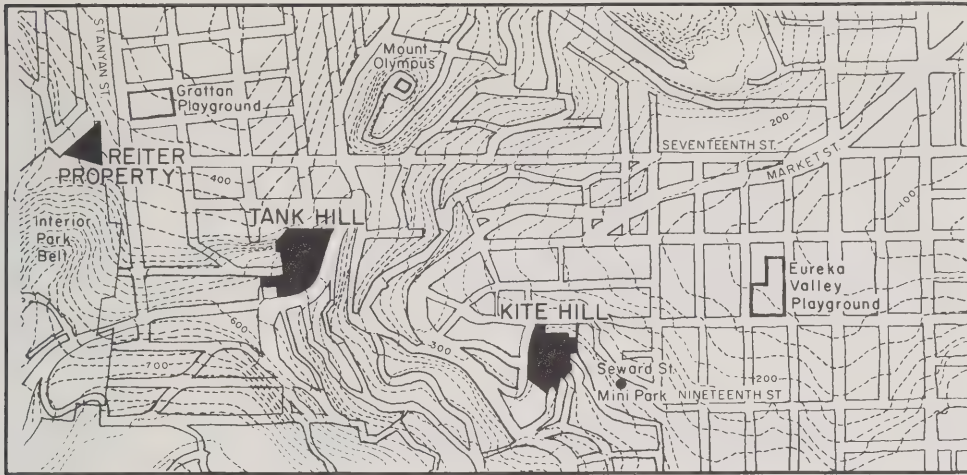 STANYAN ST.
Grattan
Playground
Mount
Olympus
200
SEVENTEENTH ST.
MARKET ST.
REITER
PROPERTY
400
100
Interior
Park
Belt
TANK HILL
Eureka
Valley
Playground
KITE HILL
600
300
700
Seward St.
Mini Park
200
NINETEENTH ST.